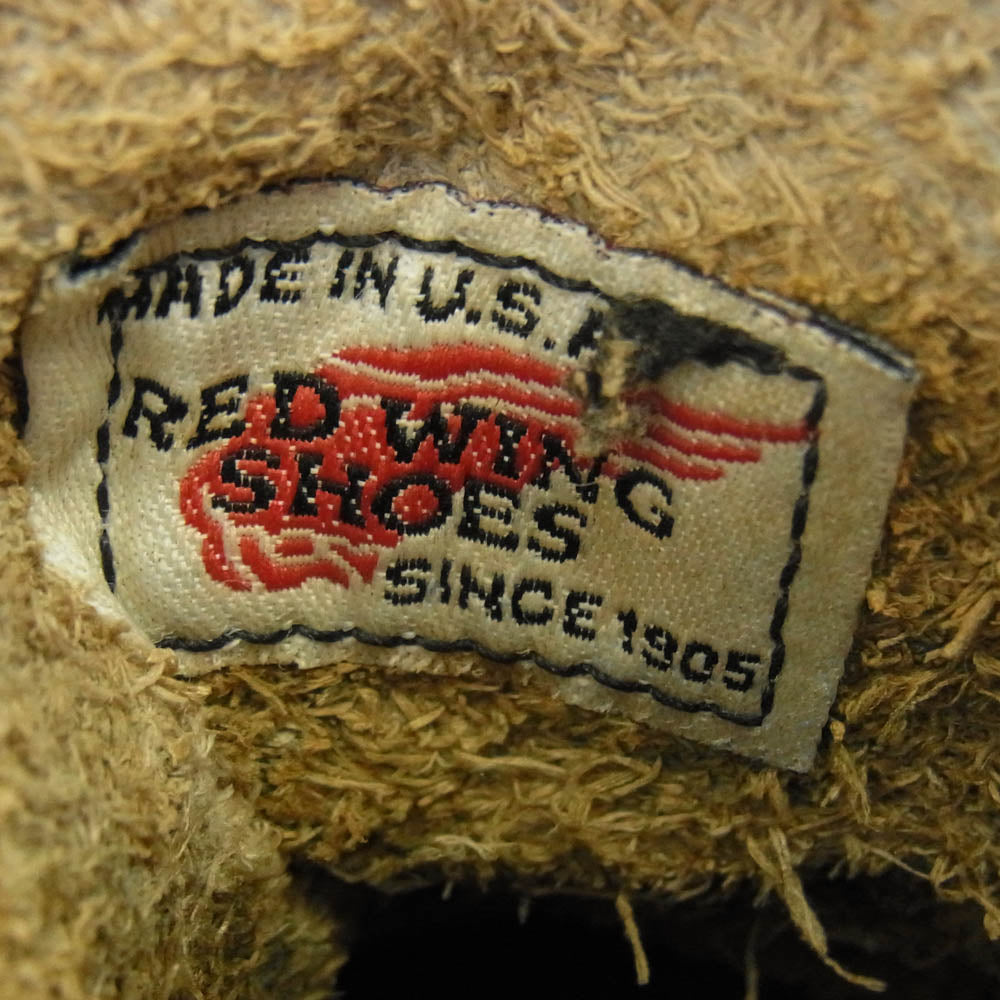 MADE IN U.S.A
RED WING
SHOES
SINCE 1905